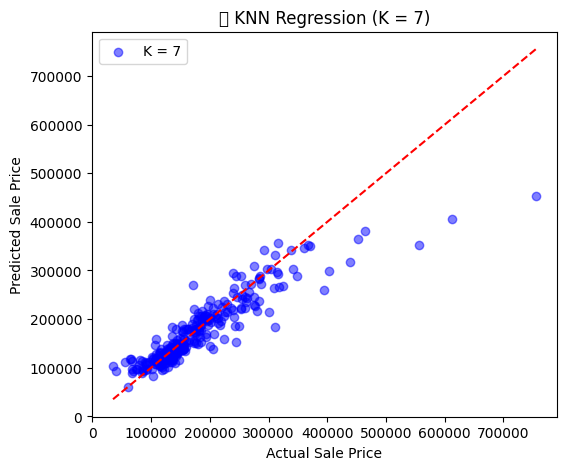 KNN Regression (K = 7)
K = 7
700000
600000
500000
400000
300000
200000
100000
0
Predicted Sale Price
0 100000 200000 300000 400000 500000 600000 700000
Actual Sale Price